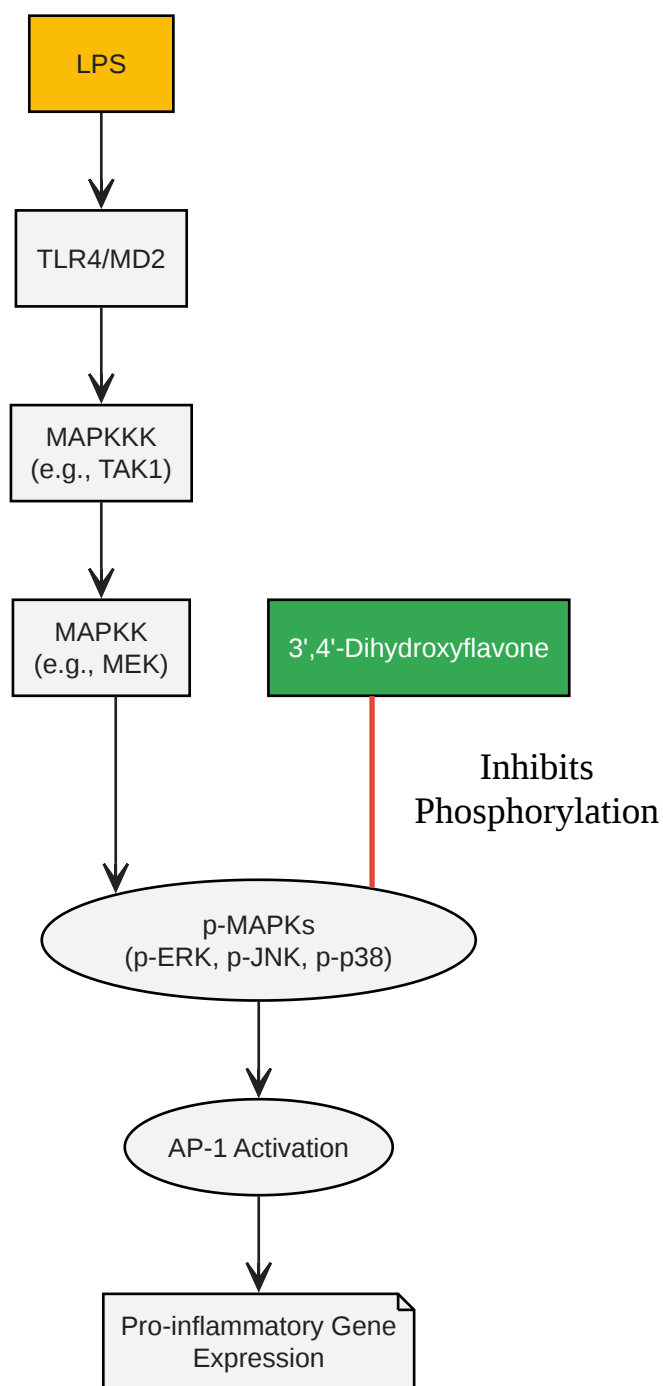 LPS
TLR4/MD2
MAPKKK
(e.g., TAK1)
MAPKK
(e.g., MEK)
3',4'-Dihydroxyflavone
Inhibits
Phosphorylation
p-MAPKs
(p-ERK, p-JNK, p-p38)
AP-1 Activation
Pro-inflammatory Gene
Expression